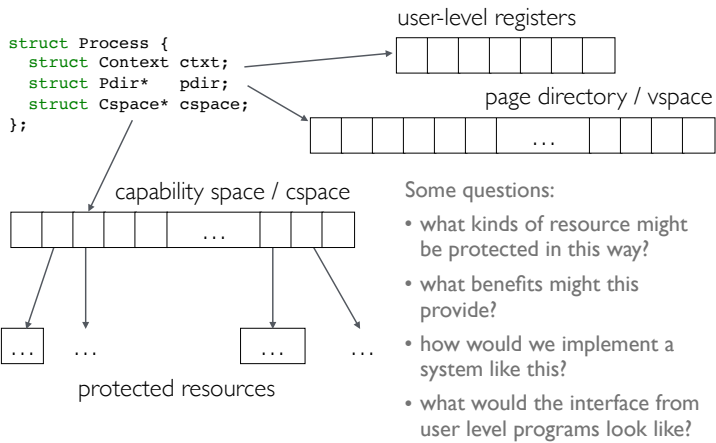 user-level registers
struct Process {
struct Context ctxt;
struct Pdir*   pdir;
struct Cspace* cspace;
};
page directory / vspace
...
capability space / cspace
...
Some questions:
• what kinds of resource might
be protected in this way?
• what benefits might this
provide?
• how would we implement a
system like this?
• what would the interface from
user level programs look like?
... ... ... ...
protected resources